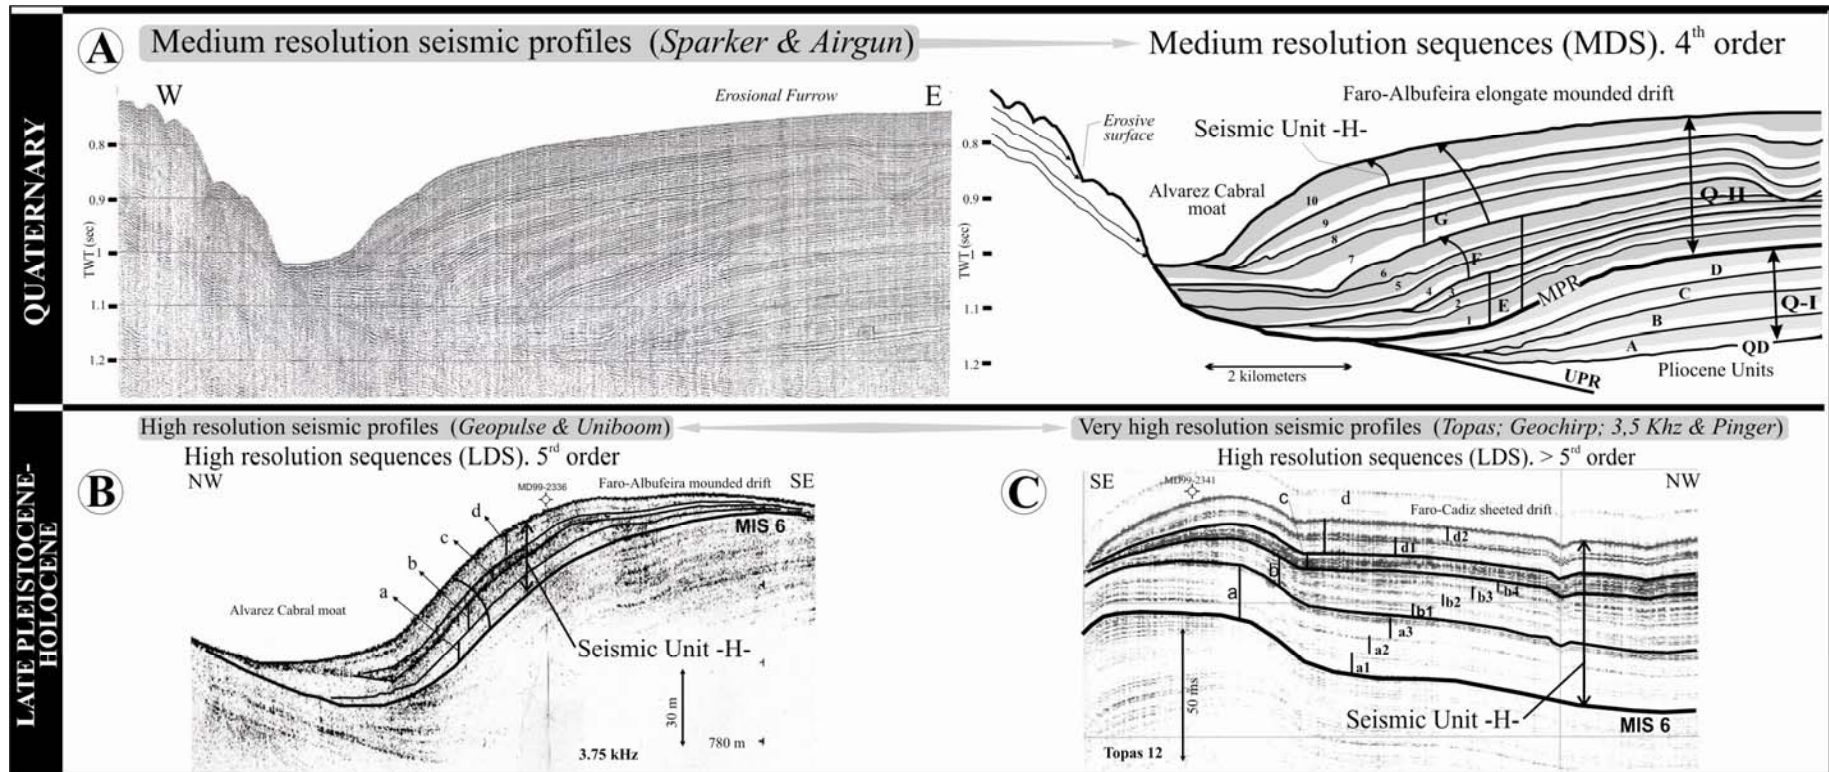 QUATERNARY
A
Medium resolution seismic profiles (Sparker & Airgun)
Medium resolution sequences (MDS). 4th order
W
Erosional Furrow
E
TWT (sec)
0.8
0.9
1
1.1
1.2
Faro-Albufeira elongate mounded drift
Seismic Unit -H-
Erosive
surface
Alvarez Cabral
moat
TWT (sec)
0.8
0.9
1
1.1
1.2
10
9
8
7
6
5
4
3
2
1
G
F
E
MPR
Q-II
D
C
B
A
Q-I
QD
UPR
Pliocene Units
2 kilometers
LATE PLEISTOCENE-
HOLOCENE
High resolution seismic profiles (Geopulse & Uniboom)
High resolution sequences (LDS). 5rd order
B
NW
MD99-2336
Faro-Albufeira mounded drift
SE
MIS 6
d
c
b
a
Alvarez Cabral moat
Seismic Unit -H-
30 m
780 m
3.75 kHz
Very high resolution seismic profiles (Topas; Geochirp; 3,5 Khz & Pinger)
High resolution sequences (LDS). > 5rd order
C
SE
MD99-2341
NW
c
d
Faro-Cadiz sheeted drift
d2
d1
b
b4
b3
b2
b1
a
a3
a2
a1
50 ms
Seismic Unit -H-
MIS 6
Topas 12